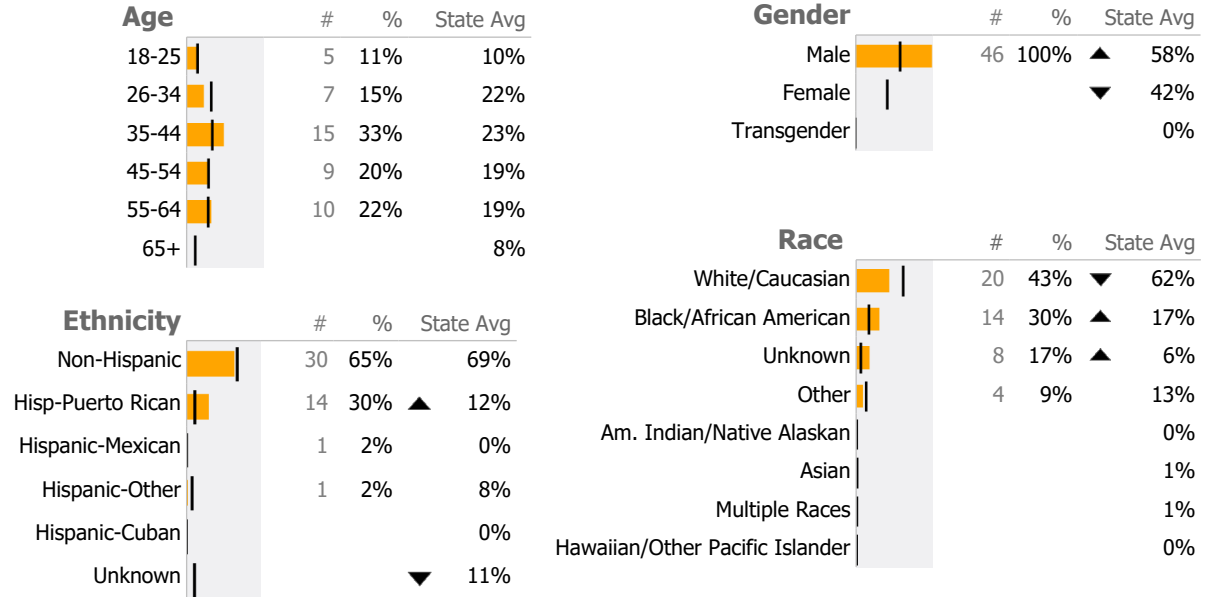 Age # % State Avg
18-25 5 11% 10%
26-34 7 15% 22%
35-44 15 33% 23%
45-54 9 20% 19%
55-64 10 22% 19%
65+ 8%
Ethnicity # % State Avg
Non-Hispanic 30 65% 69%
Hisp-Puerto Rican 14 30% ▲ 12%
Hispanic-Mexican 1 2% 0%
Hispanic-Other 1 2% 8%
Hispanic-Cuban 0%
Unknown ▼ 11%
Gender # % State Avg
Male 46 100% ▲ 58%
Female ▼ 42%
Transgender 0%
Race # % State Avg
White/Caucasian 20 43% ▼ 62%
Black/African American 14 30% ▲ 17%
Unknown 8 17% ▲ 6%
Other 4 9% 13%
Am. Indian/Native Alaskan 0%
Asian 1%
Multiple Races 1%
Hawaiian/Other Pacific Islander 0%